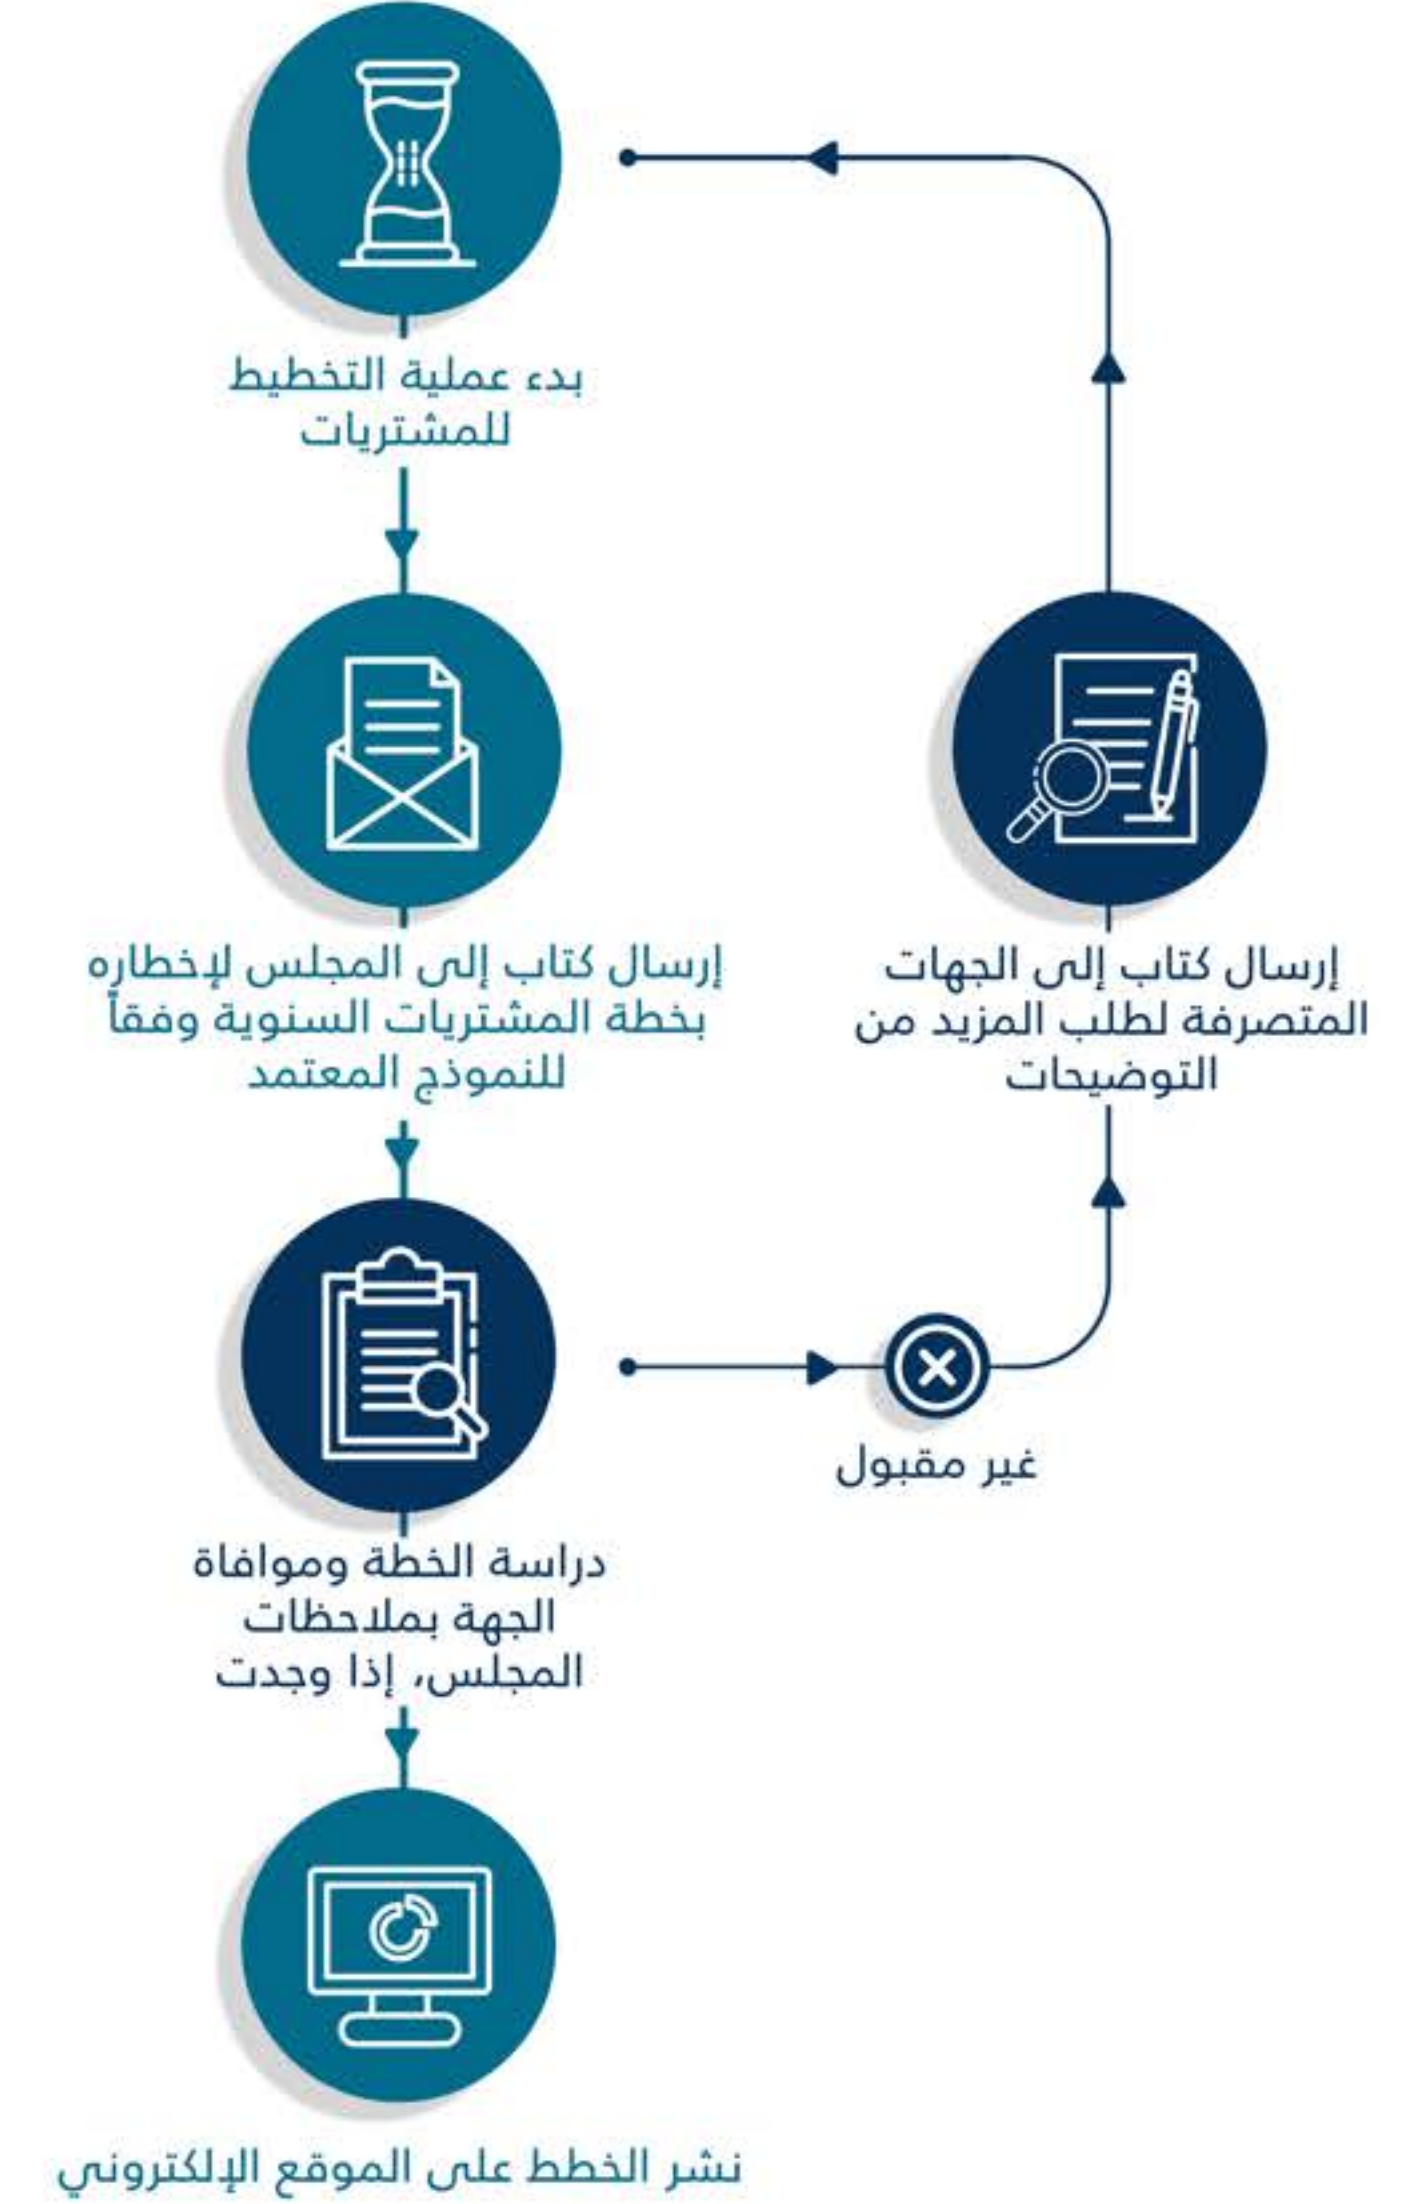 بدء عملية التخطيط
للمشتريات
إرسال كتاب إلى المجلس لإخطاره
بخطة المشتريات السنوية وفقاً
للنموذج المعتمد
إرسال كتاب إلى الجهات
المتصرفة لطلب المزيد من
التوضيحات
غير مقبول
دراسة الخطة وموافاة
الجهة بملاحظات
المجلس، إذا وجدت
نشر الخطط على الموقع الإلكتروني